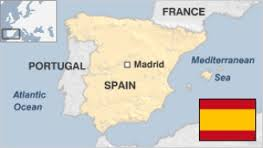 FRANCE
PORTUGAL
Madrid
Mediterranean
Sea
SPAIN
Atlantic
Ocean